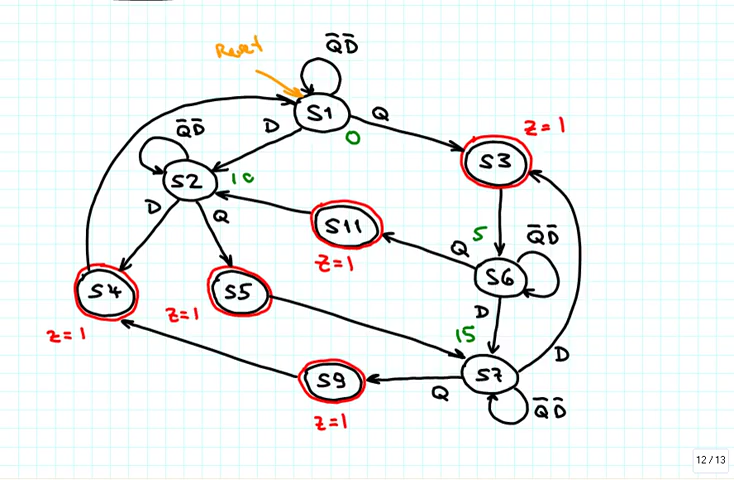 Q̄D̄
Reset
S1
D
Q
0
z=1
Q̄D̄
S3
S2
10
D
Q
S11
5
Q
Q̄D̄
z=1
S6
S4
S5
D
z=1
15
z=1
D
S9
S7
Q
Q̄D̄
z=1
12 / 13